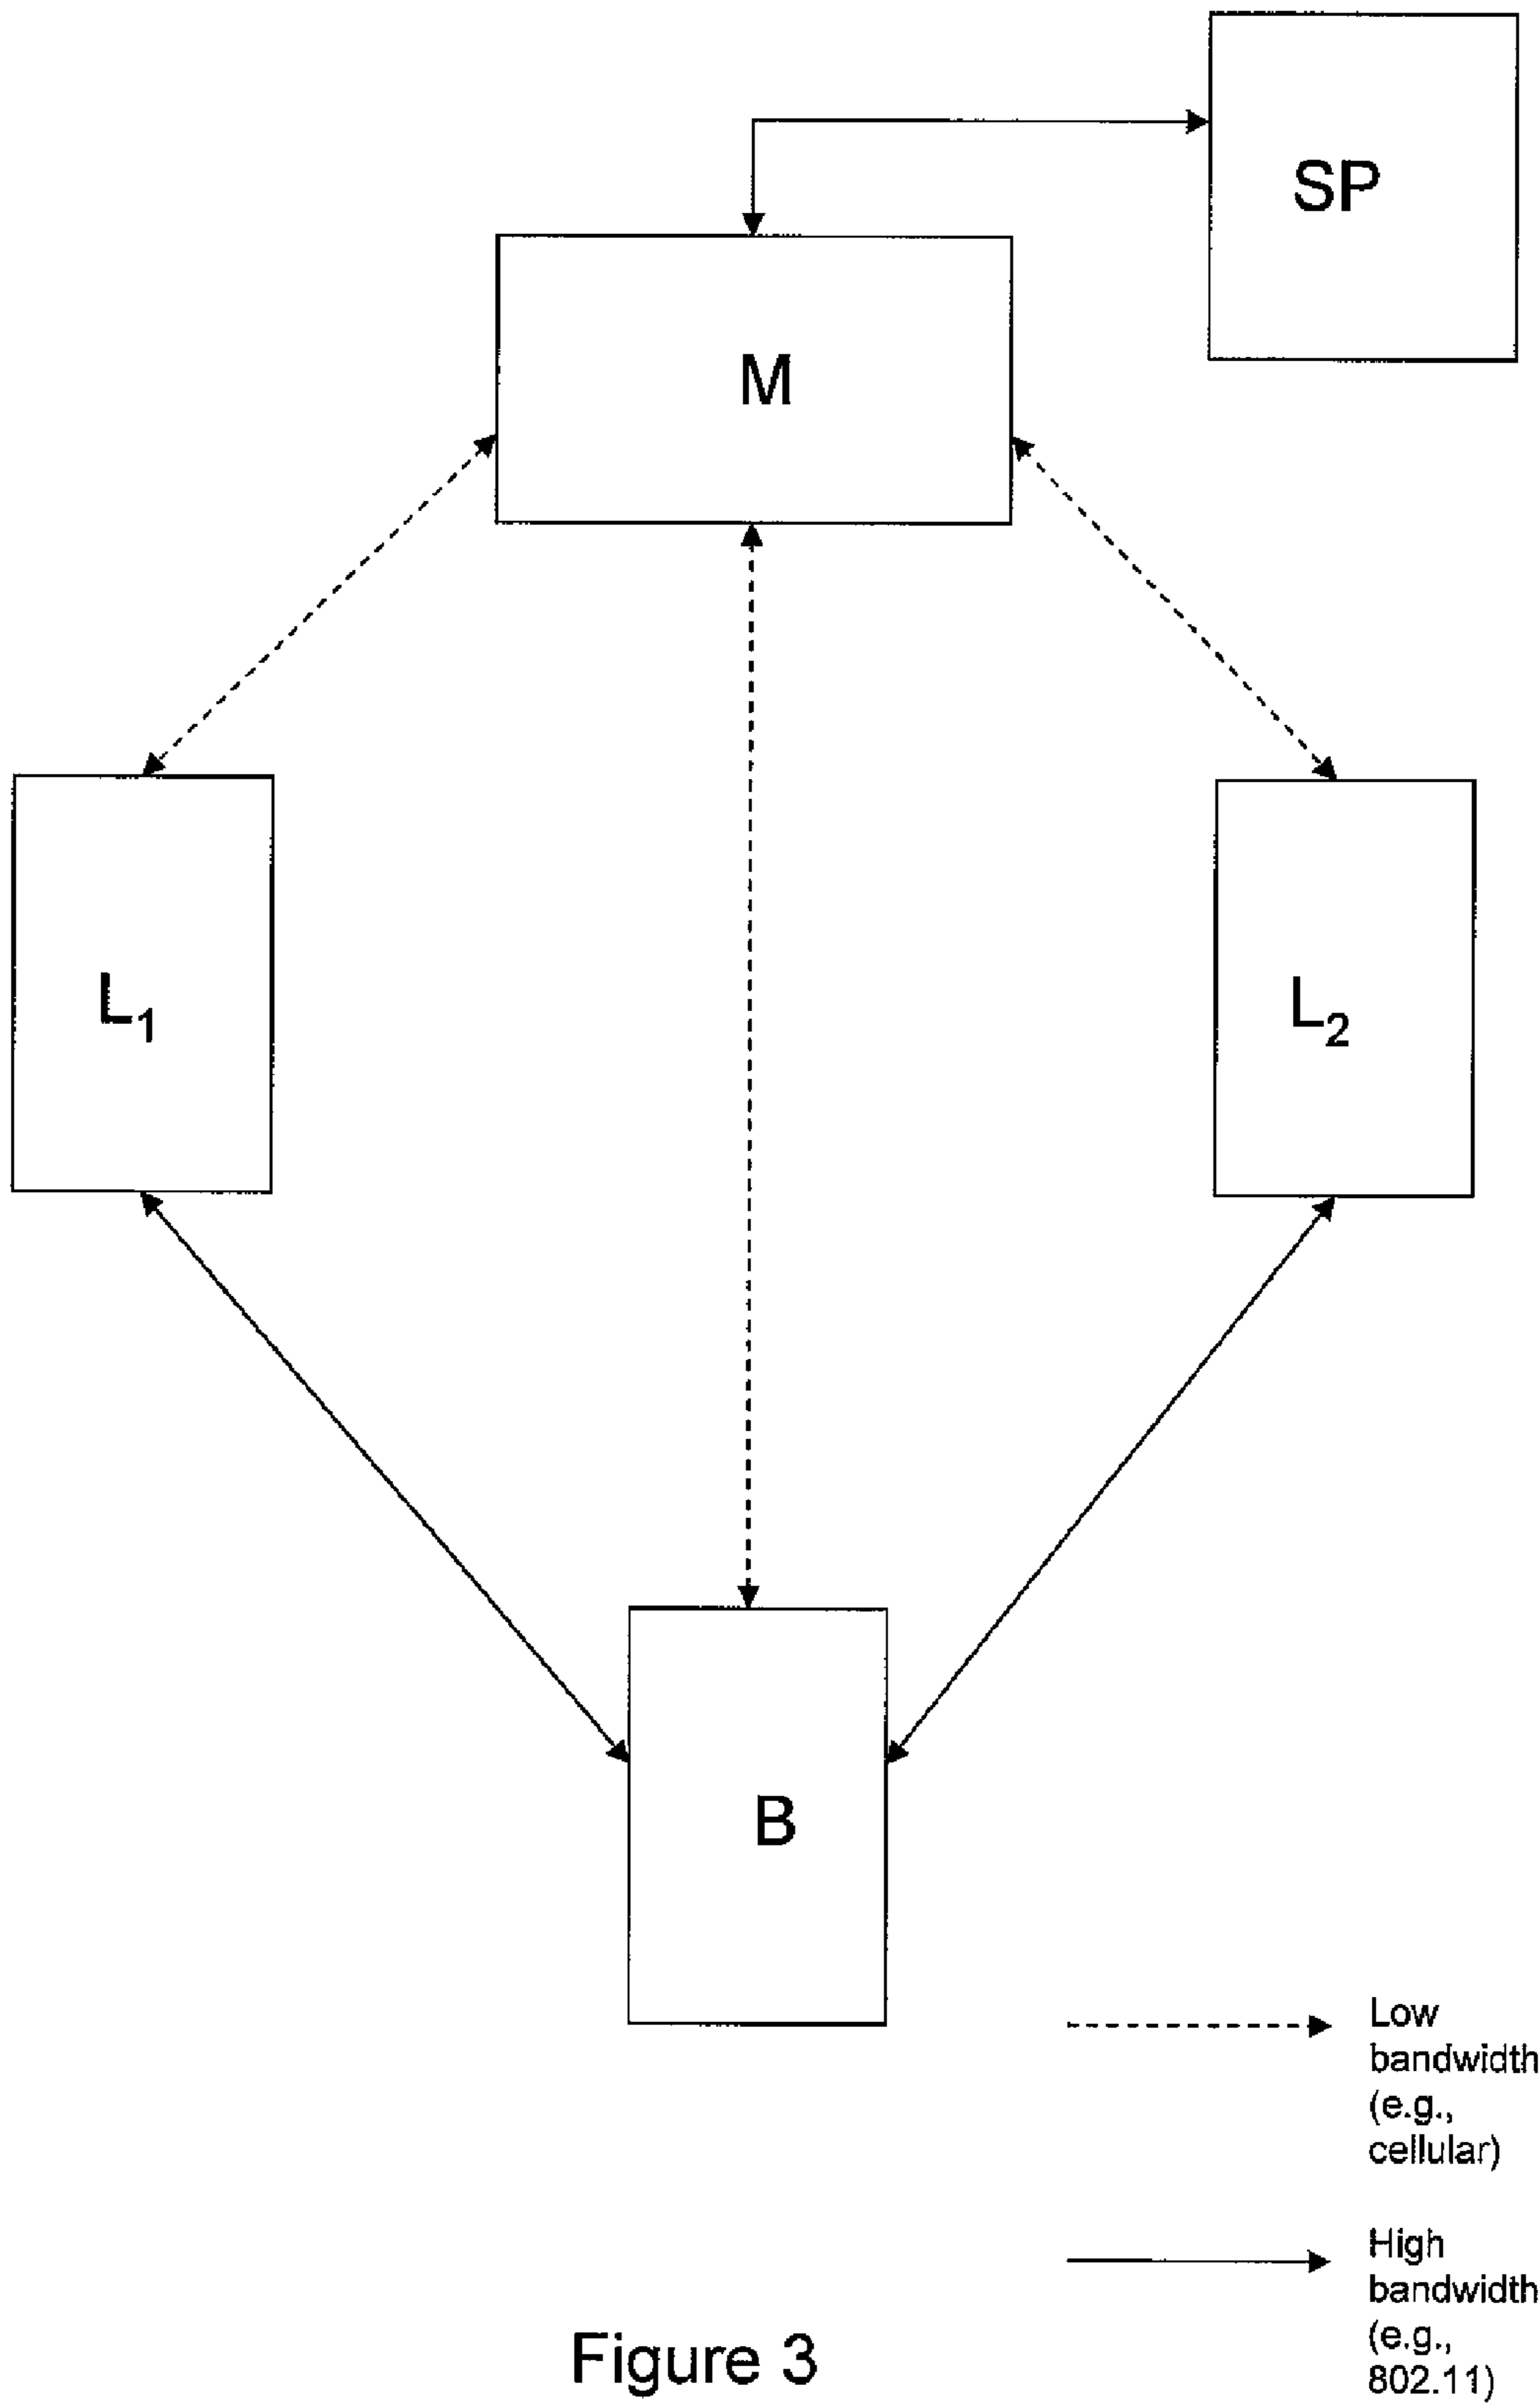 SP
M
L₁
L₂
B
Low
bandwidth
(e.g.,
cellular)
High
bandwidth
(e.g.,
802.11)
Figure 3